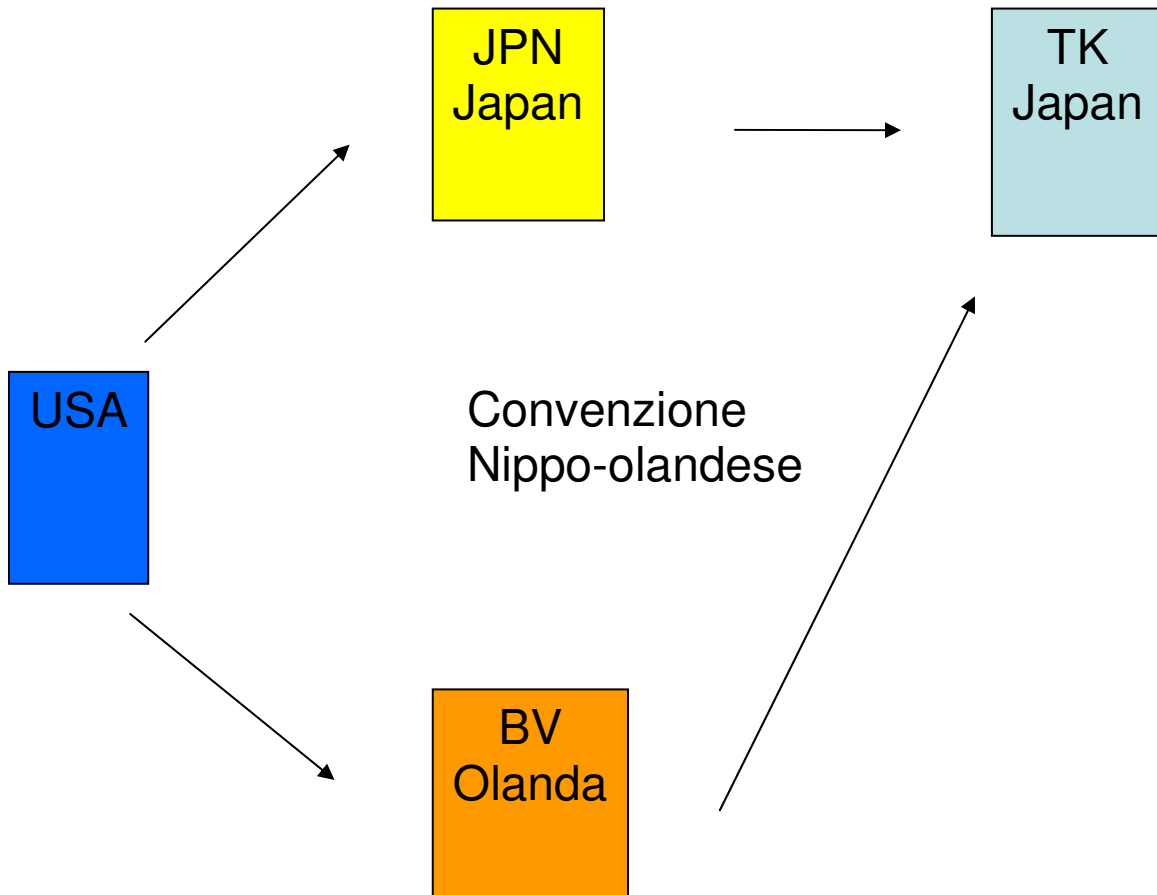 JPN
Japan
TK
Japan
USA
Convenzione
Nippo-olandese
BV
Olanda